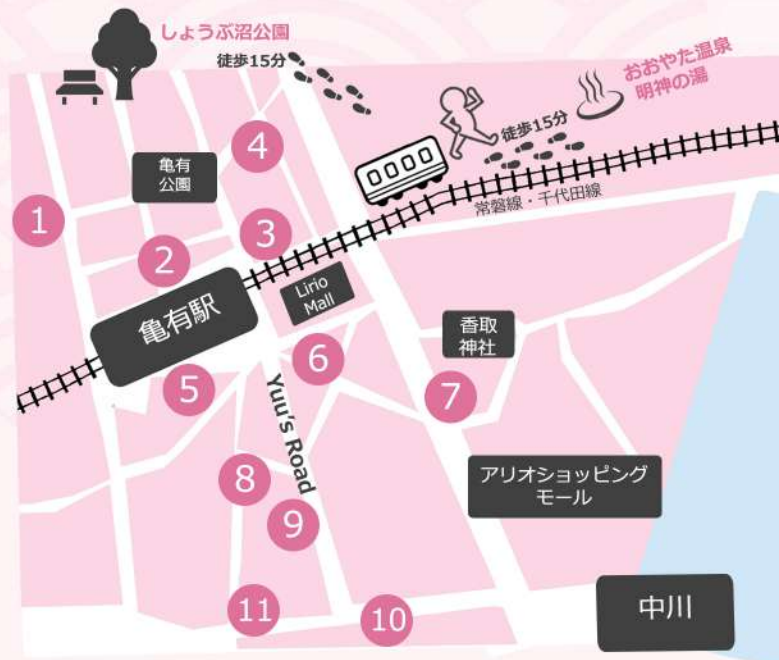 しょうぶ沼公園
徒歩15分
おおやた温泉
明神の湯
徒歩15分
亀有
公園
4
1
常磐線・千代田線
3
2
Lirio
Mall
亀有駅
香取
神社
6
5
7
Yuu's Road
8
アリオショッピング
モール
9
中川
11
10